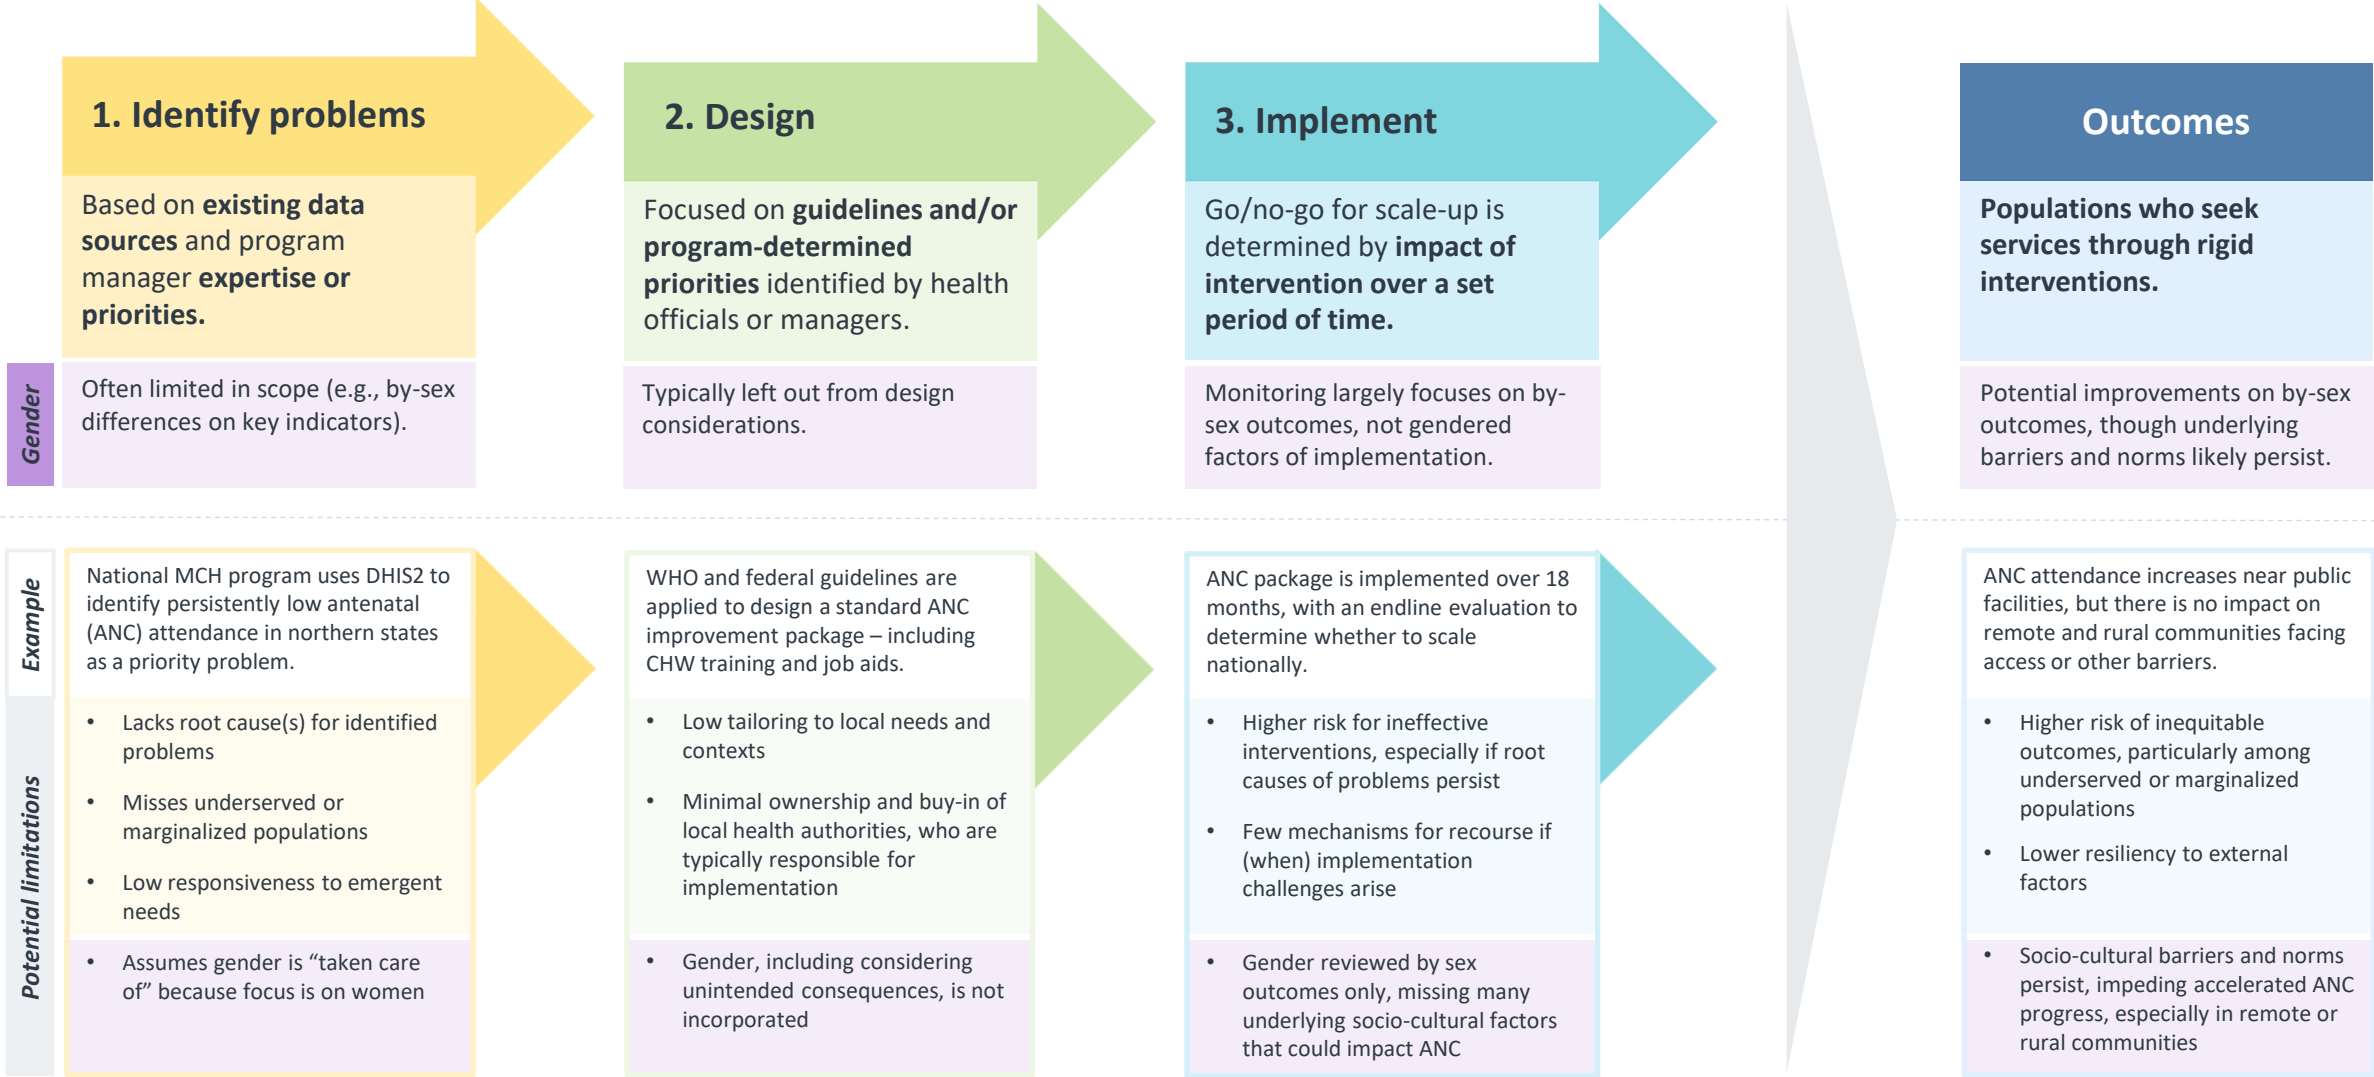 1. Identify problems
2. Design
3. Implement
Outcomes
Based on existing data
sources and program
manager expertise or
priorities.
Focused on guidelines and/or
program-determined
priorities identified by health
officials or managers.
Go/no-go for scale-up is
determined by impact of
intervention over a set
period of time.
Populations who seek
services through rigid
interventions.
Gender
Often limited in scope (e.g., by-sex
differences on key indicators).
Typically left out from design
considerations.
Monitoring largely focuses on by-
sex outcomes, not gendered
factors of implementation.
Potential improvements on by-sex
outcomes, though underlying
barriers and norms likely persist.
Example
National MCH program uses DHIS2 to
identify persistently low antenatal
(ANC) attendance in northern states
as a priority problem.
WHO and federal guidelines are
applied to design a standard ANC
improvement package – including
CHW training and job aids.
ANC package is implemented over 18
months, with an endline evaluation to
determine whether to scale
nationally.
ANC attendance increases near public
facilities, but there is no impact on
remote and rural communities facing
access or other barriers.
Potential limitations
• Lacks root cause(s) for identified
problems
• Misses underserved or
marginalized populations
• Low responsiveness to emergent
needs
• Assumes gender is “taken care
of” because focus is on women
• Low tailoring to local needs and
contexts
• Minimal ownership and buy-in of
local health authorities, who are
typically responsible for
implementation
• Gender, including considering
unintended consequences, is not
incorporated
• Higher risk for ineffective
interventions, especially if root
causes of problems persist
• Few mechanisms for recourse if
(when) implementation
challenges arise
• Gender reviewed by sex
outcomes only, missing many
underlying socio-cultural factors
that could impact ANC
• Higher risk of inequitable
outcomes, particularly among
underserved or marginalized
populations
• Lower resiliency to external
factors
• Socio-cultural barriers and norms
persist, impeding accelerated ANC
progress, especially in remote or
rural communities